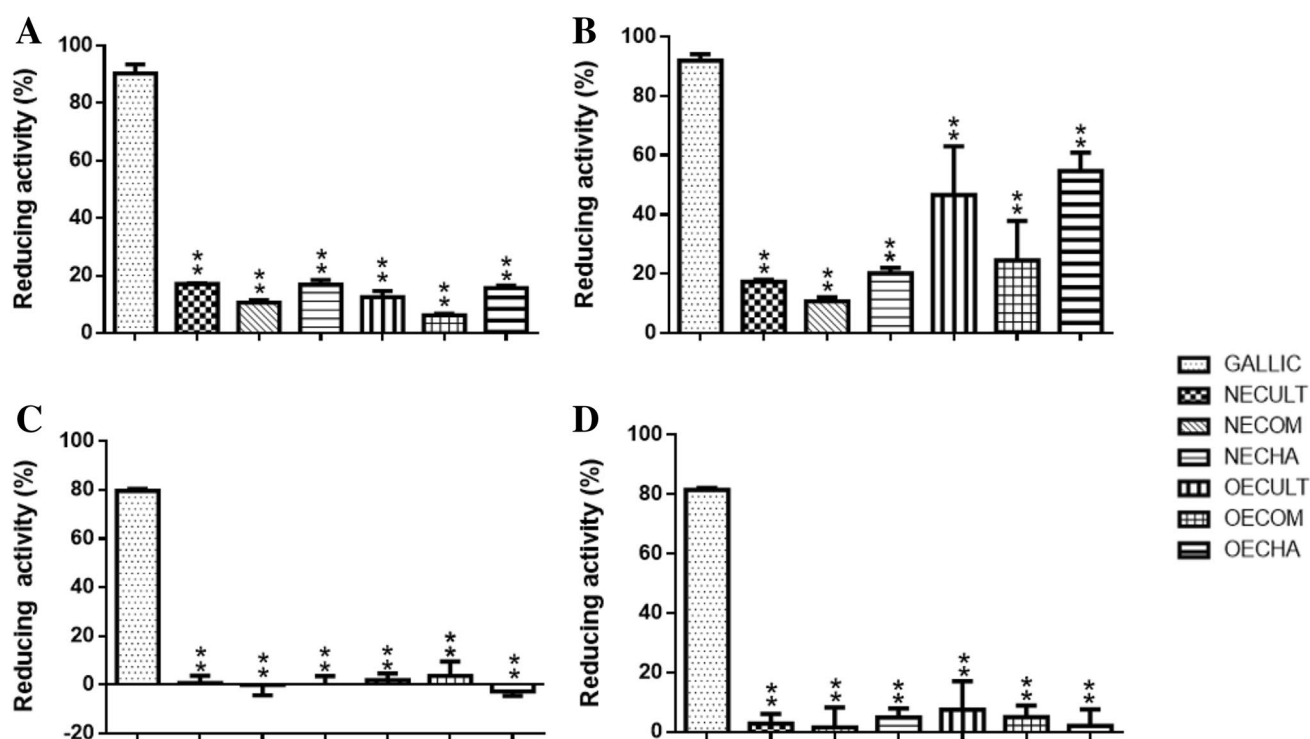 A
Reducing activity (%)
100
80
60
40
20
0
** ** ** ** ** **
B
Reducing activity (%)
100
80
60
40
20
0
** ** ** ** ** **
C
Reducing activity (%)
100
80
60
40
20
0
-20
** ** ** ** ** **
D
Reducing activity (%)
100
80
60
40
20
0
** ** ** ** ** **
GALLIC
NECULT
NECOM
NECHA
OECULT
OECOM
OECHA